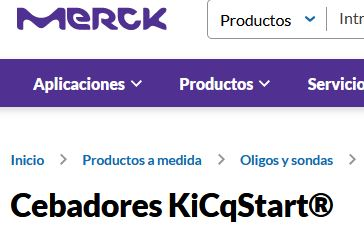 MERCK
Productos
Aplicaciones Productos
Inicio > Productos a medida > Oligos y sondas >
Cebadores KiCqStart®